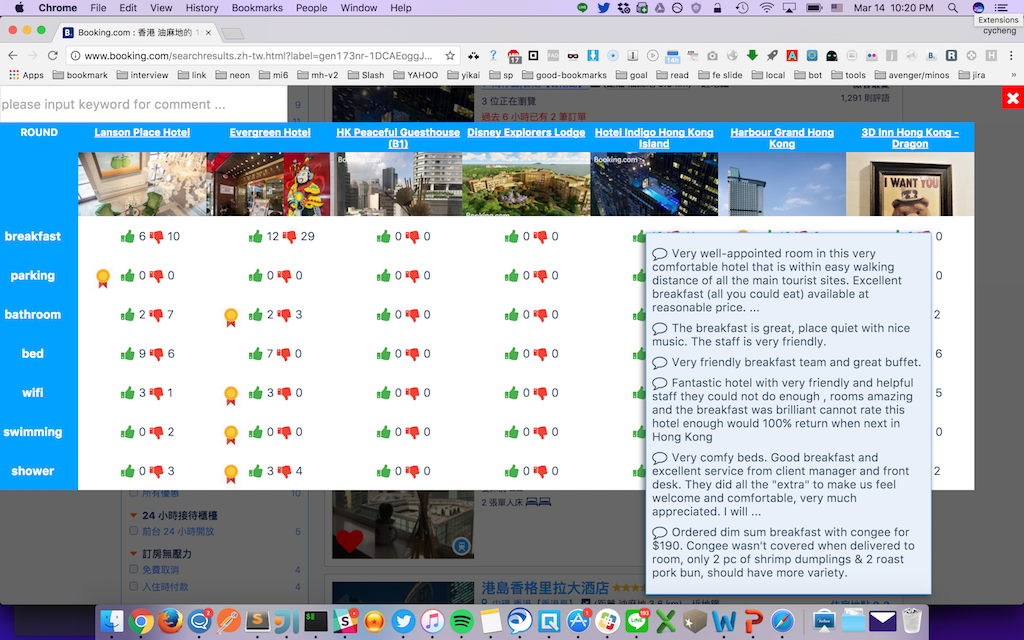 Chrome File Edit View History Bookmarks People Window Help
Mar 14 10:20 PM
Extensions
cycheng
Booking.com : 香港 油麻地的 1
www.booking.com/searchresults.zh-tw.html?label=gen173nr-1DCAEoggJ...
Apps bookmark interview link neon mi6 mh-v2 Slash YAHOO yikai sp good-bookmarks goal read fe slide local bot tools avenger/minos jira »
please input keyword for comment ...
9
3 位正在瀏覽
過去 6 小時已有 2 筆訂單
1,291 則評語
ROUND Lanson Place Hotel Evergreen Hotel HK Peaceful Guesthouse (B1) Disney Explorers Lodge Hotel Indigo Hong Kong Island Harbour Grand Hong Kong 3D Inn Hong Kong - Dragon
Booking.com
Booking.com
Booking.com
I WANT YOU
breakfast 6 10 12 29 0 0 0 0 0
parking 0 0 0 0 0 0 0 0 0
bathroom 2 7 2 3 0 0 0 0 2
bed 9 6 7 0 0 0 0 0 6
wifi 3 1 3 0 0 0 0 0 5
swimming 0 2 0 0 0 0 0 0 0
shower 0 3 3 4 0 0 0 0 2
Very well-appointed room in this very
comfortable hotel that is within easy walking
distance of all the main tourist sites. Excellent
breakfast (all you could eat) available at
reasonable price. ...
The breakfast is great, place quiet with nice
music. The staff is very friendly.
Very friendly breakfast team and great buffet.
Fantastic hotel with very friendly and helpful
staff they could not do enough , rooms amazing
and the breakfast was brilliant cannot rate this
hotel enough would 100% return when next in
Hong Kong
Very comfy beds. Good breakfast and
excellent service from client manager and front
desk. They did all the "extra" to make us feel
welcome and comfortable, very much
appreciated. I will ...
Ordered dim sum breakfast with congee for
$190. Congee wasn't covered when delivered to
room, only 2 pc of shrimp dumplings & 2 roast
pork bun, should have more variety.
所有優惠 10
24 小時接待櫃檯
前台 24 小時開放 5
訂房無壓力
免費取消 4
入住時付款 4
2 張單人床
港島香格里拉大酒店